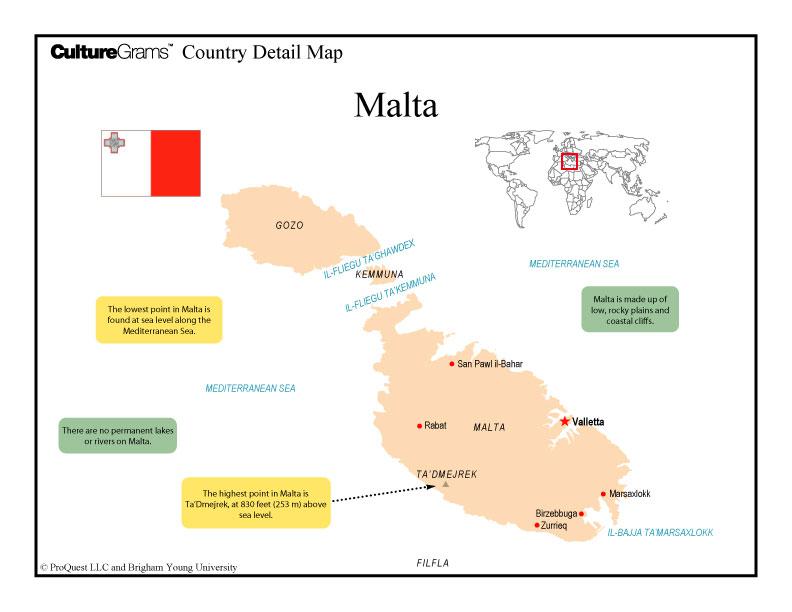 CultureGrams™ Country Detail Map
Malta
GOZO
IL-FLIEGU TA'GHAWDEX
KEMMUNA
IL-FLIEGU TA'KEMMUNA
MEDITERRANEAN SEA
The lowest point in Malta is
found at sea level along the
Mediterranean Sea.
Malta is made up of
low, rocky plains and
coastal cliffs.
San Pawl il-Bahar
MEDITERRANEAN SEA
Rabat
MALTA
Valletta
There are no permanent lakes
or rivers on Malta.
TA'DMEJREK
The highest point in Malta is
Ta'Dmejrek, at 830 feet (253 m) above
sea level.
Marsaxlokk
Birzebbuga
Zurrieq
IL-BAJJA TA'MARSAXLOKK
FILFLA
© ProQuest LLC and Brigham Young University